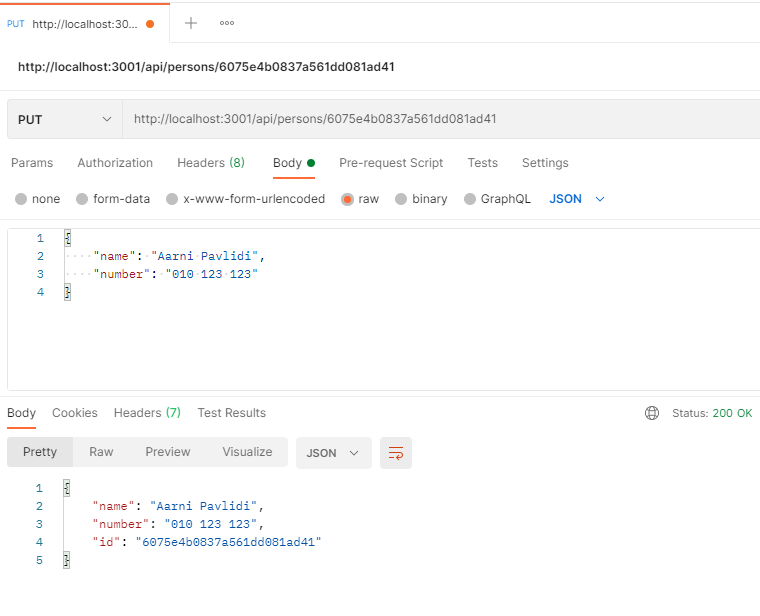 PUT http://localhost:30...
http://localhost:3001/api/persons/6075e4b0837a561dd081ad41
PUT http://localhost:3001/api/persons/6075e4b0837a561dd081ad41
Params Authorization Headers (8) Body Pre-request Script Tests Settings
none form-data x-www-form-urlencoded raw binary GraphQL JSON
1 {
2 "name": "Aarni Pavlidi",
3 "number": "010 123 123"
4 }
Body Cookies Headers (7) Test Results Status: 200 OK
Pretty Raw Preview Visualize JSON
1 {
2 "name": "Aarni Pavlidi",
3 "number": "010 123 123",
4 "id": "6075e4b0837a561dd081ad41"
5 }